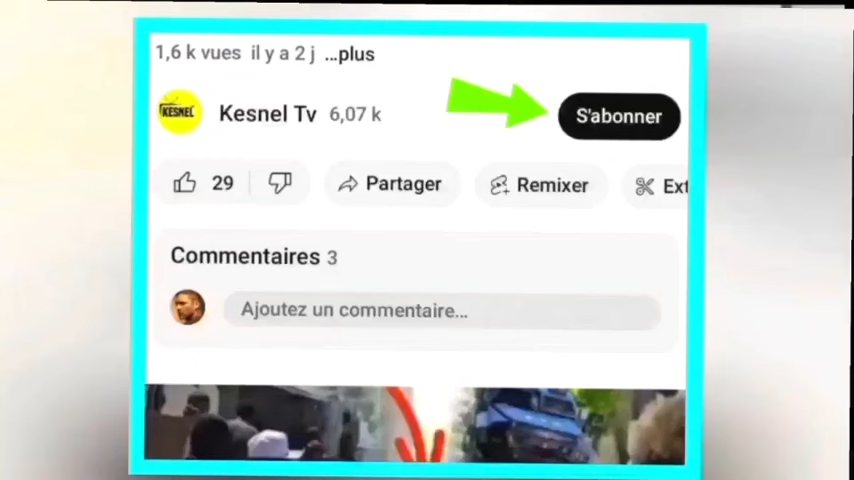 1,6 k vues il y a 2 j ...plus
KESNEL
Kesnel Tv 6,07 k
S'abonner
29 Partager Remixer Ext
Commentaires 3
Ajoutez un commentaire...